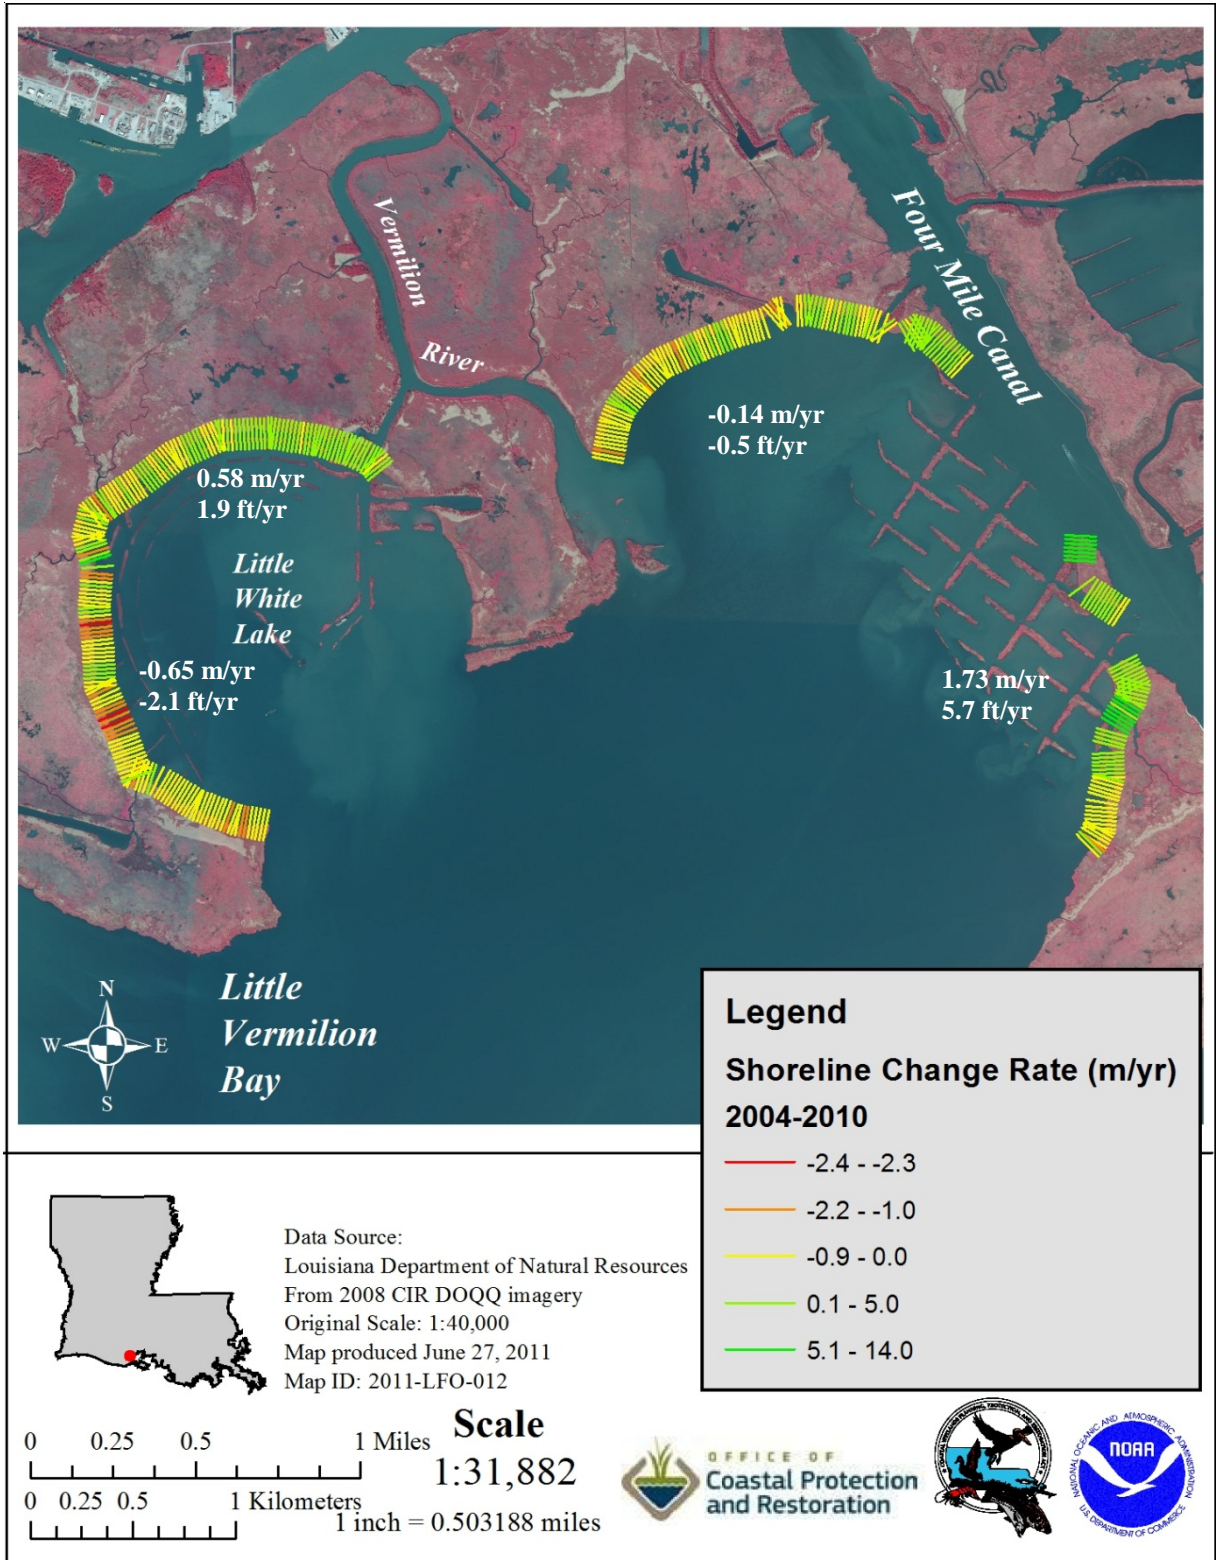 Vermilion
River
Four Mile Canal
-0.14 m/yr
-0.5 ft/yr
0.58 m/yr
1.9 ft/yr
Little
White
Lake
-0.65 m/yr
-2.1 ft/yr
1.73 m/yr
5.7 ft/yr
N
W
E
S
Little
Vermilion
Bay
Legend
Shoreline Change Rate (m/yr)
2004-2010
-2.4 - -2.3
-2.2 - -1.0
-0.9 - 0.0
0.1 - 5.0
5.1 - 14.0
Data Source:
Louisiana Department of Natural Resources
From 2008 CIR DOQQ imagery
Original Scale: 1:40,000
Map produced June 27, 2011
Map ID: 2011-LFO-012
0 0.25 0.5 1 Miles
0 0.25 0.5 1 Kilometers
Scale
1:31,882
1 inch = 0.503188 miles
OFFICE OF
Coastal Protection
and Restoration
NATIONAL OCEANIC AND ATMOSPHERIC ADMINISTRATION
NOAA
U.S. DEPARTMENT OF COMMERCE